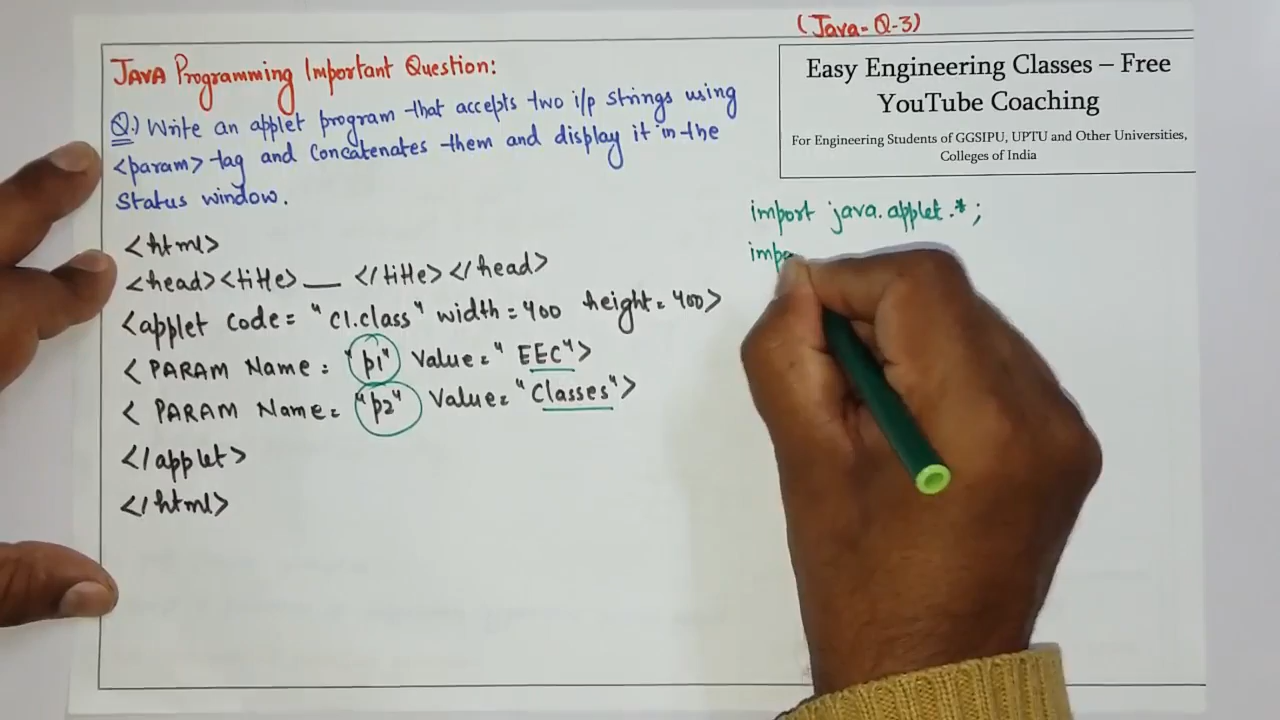 (Java-Q-3)
JAVA Programming Important Question:
Q.) Write an applet program that accepts two i/p strings using
<param> tag and Concatenates them and display it in the
Status window.
<html>
<head><title> __ </title></head>
<applet Code= "C1.class" width=400 height=400>
<PARAM Name= "p1" Value="EEC">
<PARAM Name= "p2" Value="Classes">
</applet>
</html>
Easy Engineering Classes – Free
YouTube Coaching
For Engineering Students of GGSIPU, UPTU and Other Universities,
Colleges of India
import java.applet.*;
impo